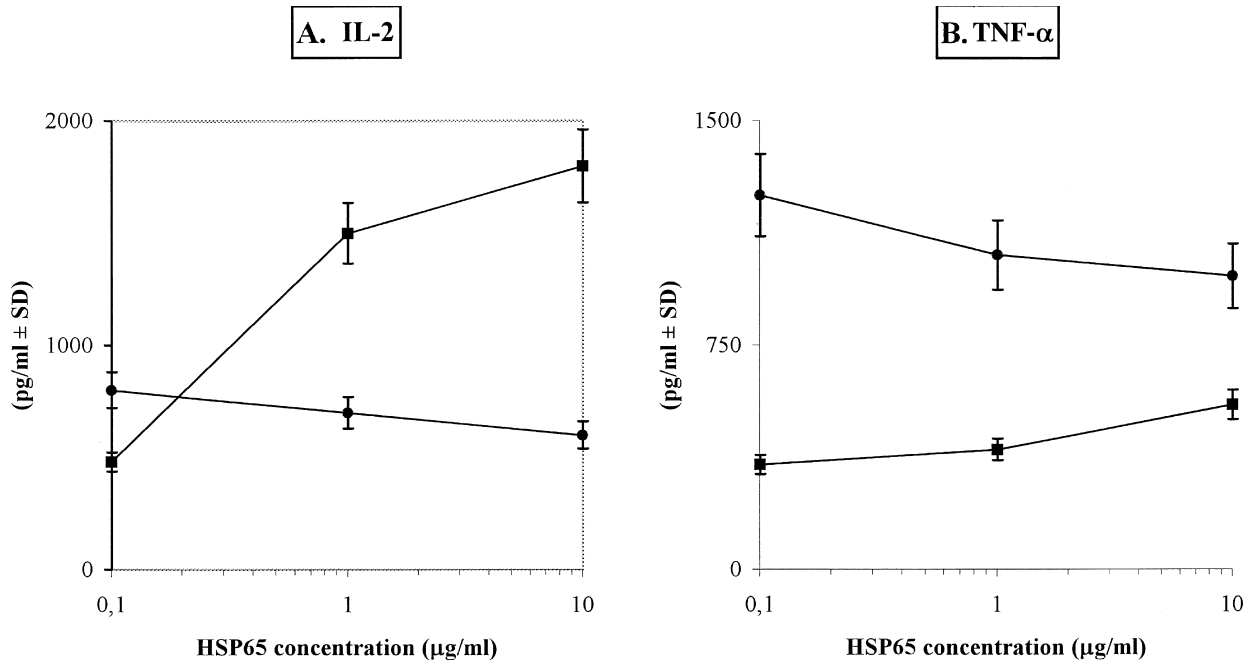 A. IL-2
2000
1000
0
(pg/ml ± SD)
0,1
1
10
HSP65 concentration (μg/ml)
B. TNF-α
1500
750
0
(pg/ml ± SD)
0,1
1
10
HSP65 concentration (μg/ml)